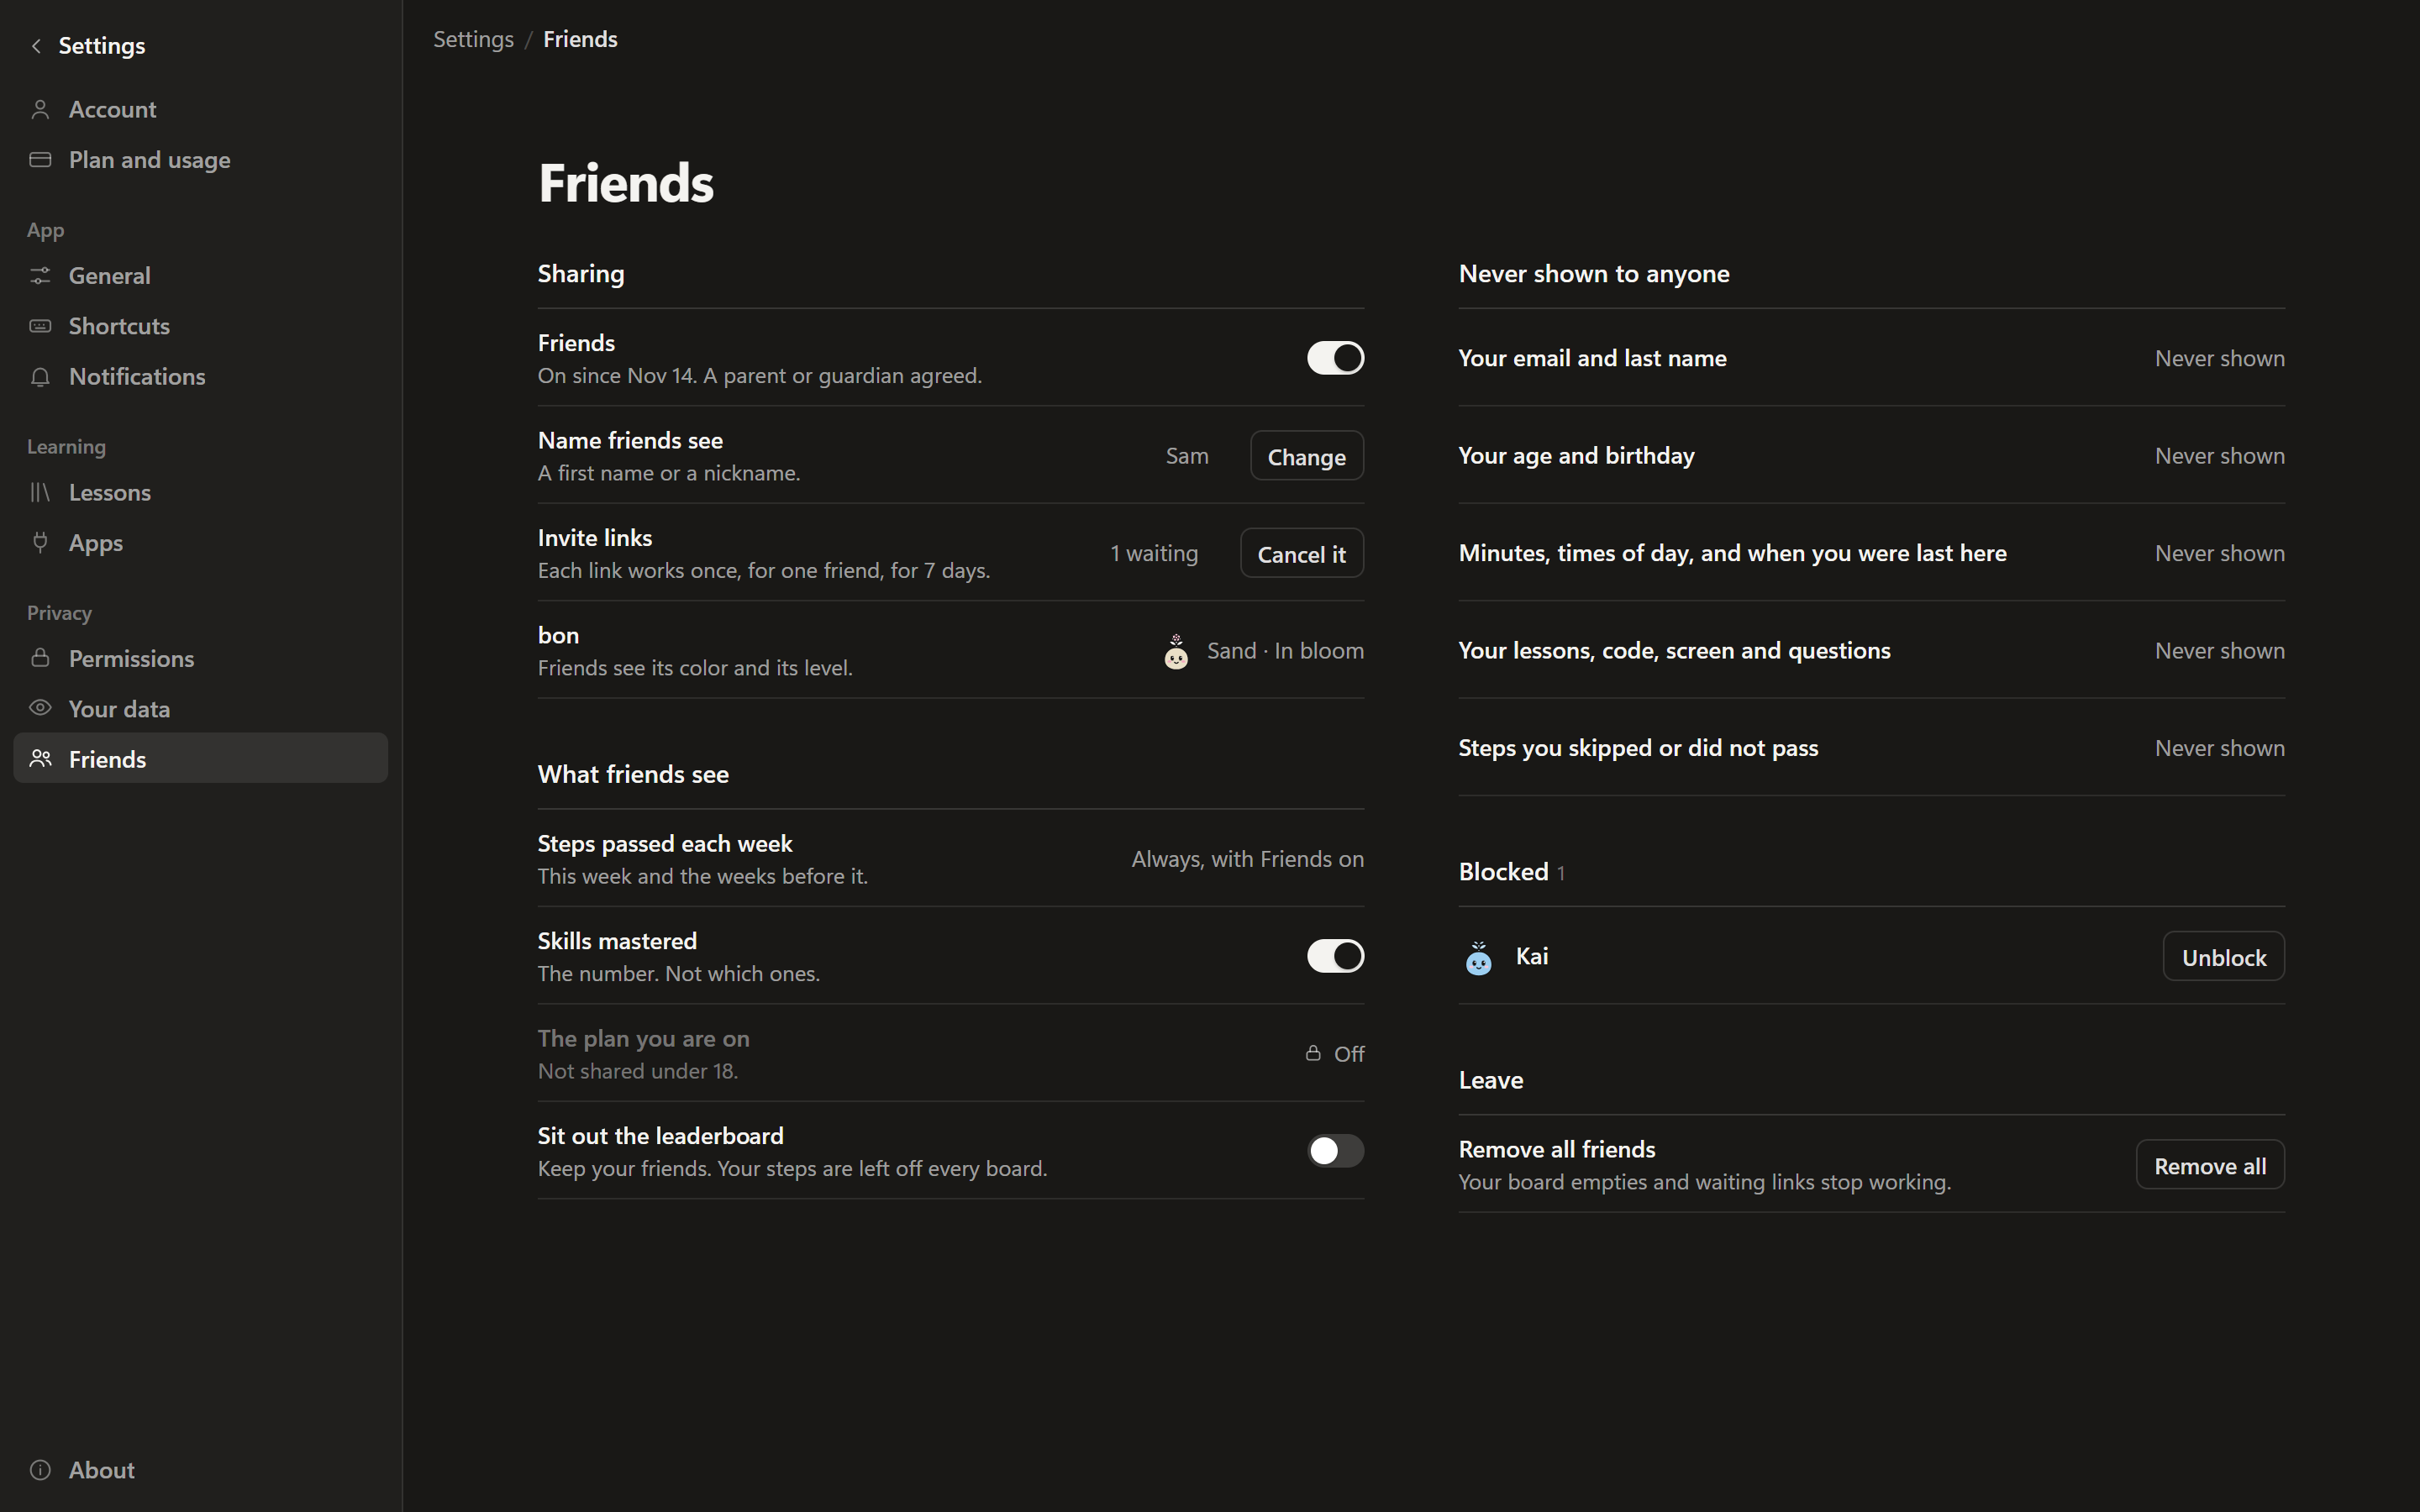 Settings
Account
Plan and usage
App
General
Shortcuts
Notifications
Learning
Lessons
Apps
Privacy
Permissions
Your data
Friends
About
Settings / Friends
Friends
Sharing
Friends
On since Nov 14. A parent or guardian agreed.
Name friends see
A first name or a nickname.
Sam
Change
Invite links
Each link works once, for one friend, for 7 days.
1 waiting
Cancel it
bon
Friends see its color and its level.
Sand · In bloom
What friends see
Steps passed each week
This week and the weeks before it.
Always, with Friends on
Skills mastered
The number. Not which ones.
The plan you are on
Not shared under 18.
Off
Sit out the leaderboard
Keep your friends. Your steps are left off every board.
Never shown to anyone
Your email and last name
Never shown
Your age and birthday
Never shown
Minutes, times of day, and when you were last here
Never shown
Your lessons, code, screen and questions
Never shown
Steps you skipped or did not pass
Never shown
Blocked 1
Kai
Unblock
Leave
Remove all friends
Your board empties and waiting links stop working.
Remove all